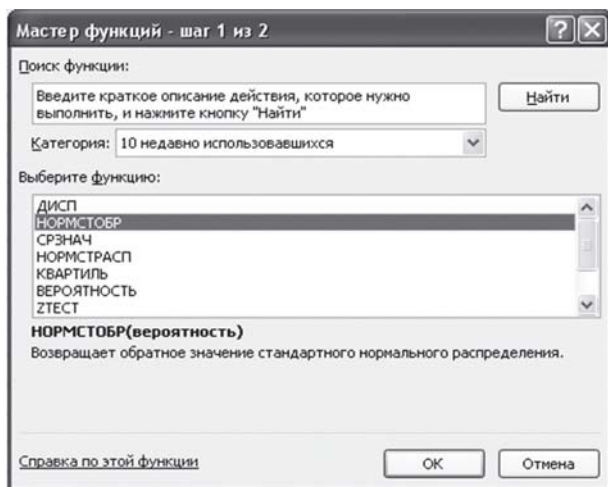 Мастер функций - шаг 1 из 2
Поиск функции:
Введите краткое описание действия, которое нужно
выполнить, и нажмите кнопку "Найти"
Найти
Категория: 10 недавно использовавшихся
Выберите функцию:
ДИСП
НОРМСТОБР
СРЗНАЧ
НОРМСТРАСП
КВАРТИЛЬ
ВЕРОЯТНОСТЬ
ZТЕСТ
НОРМСТОБР(вероятность)
Возвращает обратное значение стандартного нормального распределения.
Справка по этой функции
ОК
Отмена